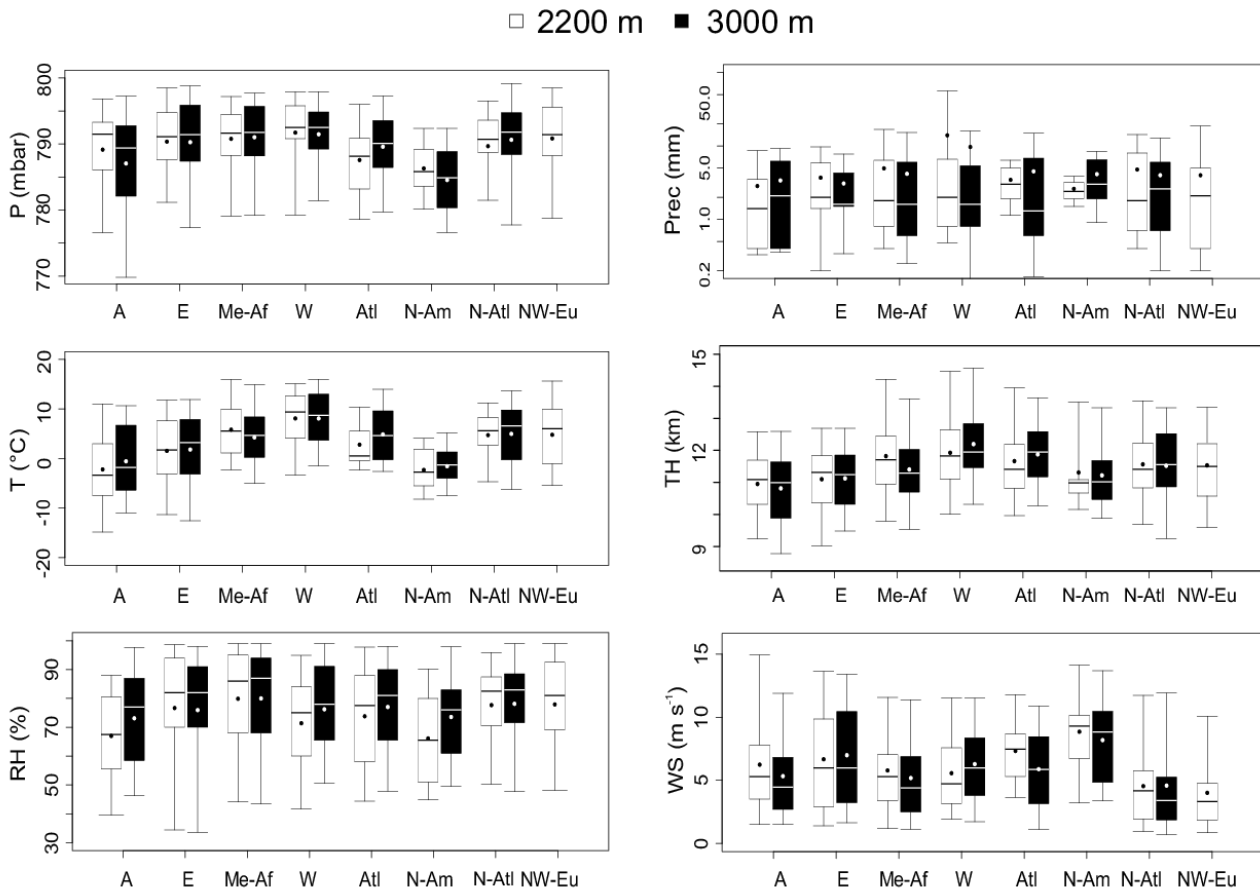 2200 m 3000 m
P (mbar)
800
790
780
770
A E Me-Af W Atl N-Am N-Atl NW-Eu
Prec (mm)
50.0
5.0
1.0
0.2
A E Me-Af W Atl N-Am N-Atl NW-Eu
T (°C)
20
10
0
-10
-20
A E Me-Af W Atl N-Am N-Atl NW-Eu
TH (km)
15
12
9
A E Me-Af W Atl N-Am N-Atl NW-Eu
RH (%)
90
70
50
30
A E Me-Af W Atl N-Am N-Atl NW-Eu
WS (m s⁻¹)
15
10
5
0
A E Me-Af W Atl N-Am N-Atl NW-Eu